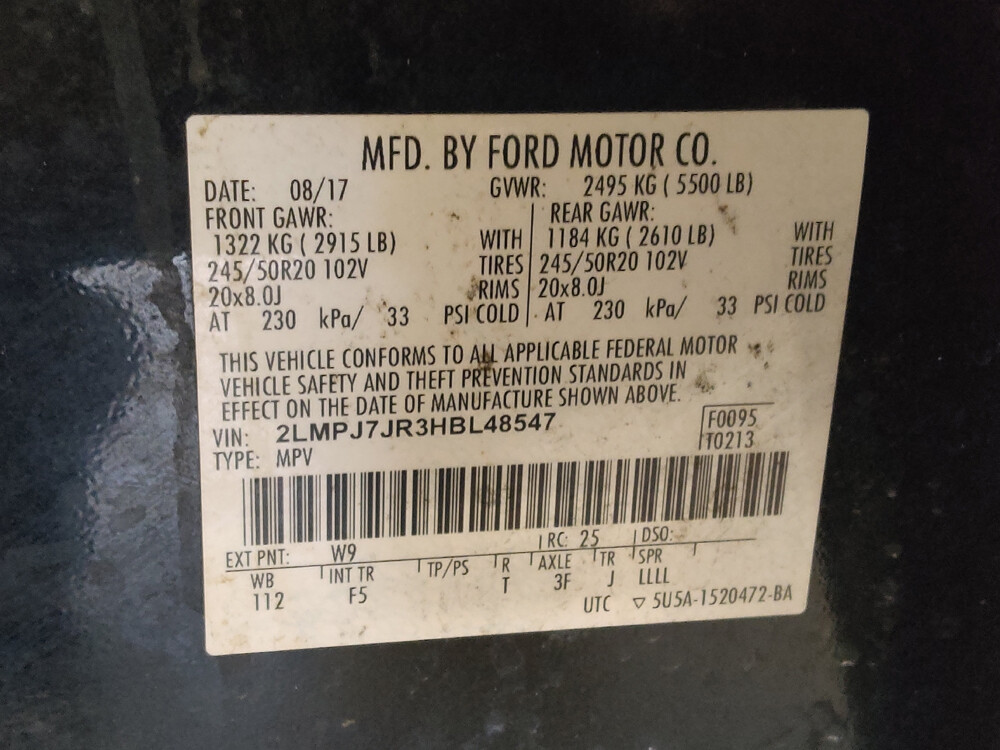 MFD. BY FORD MOTOR CO.
DATE: 08/17 GVWR: 2495 KG ( 5500 LB)
FRONT GAWR: REAR GAWR:
1322 KG ( 2915 LB) WITH 1184 KG ( 2610 LB) WITH
245/50R20 102V TIRES 245/50R20 102V TIRES
20x8.0J RIMS 20x8.0J RIMS
AT 230 kPa/ 33 PSI COLD AT 230 kPa/ 33 PSI COLD
THIS VEHICLE CONFORMS TO ALL APPLICABLE FEDERAL MOTOR
VEHICLE SAFETY AND THEFT PREVENTION STANDARDS IN
EFFECT ON THE DATE OF MANUFACTURE SHOWN ABOVE.
VIN: 2LMPJ7JR3HBL48547 F0095
TYPE: MPV T0213
EXT PNT: W9 RC: 25 DSO:
WB INT TR TP/PS R AXLE TR SPR
112 F5 T 3F J LLLL
UTC ▽ 5U5A-1520472-BA